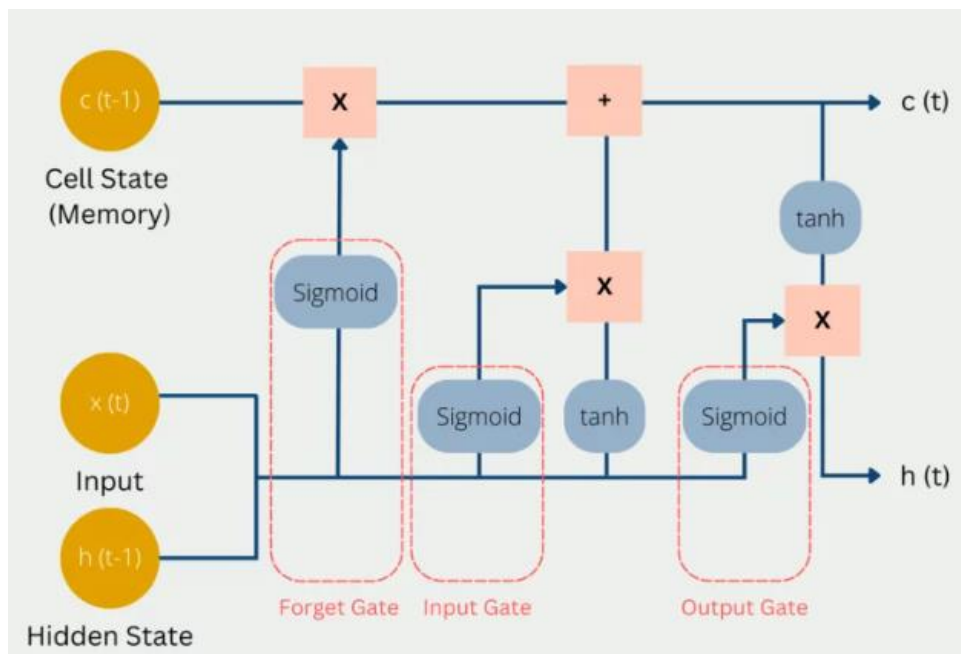 c (t-1)
X
+
c (t)
Cell State
(Memory)
tanh
Sigmoid
X
X
x (t)
Sigmoid
tanh
Sigmoid
Input
h (t)
h (t-1)
Forget Gate
Input Gate
Output Gate
Hidden State